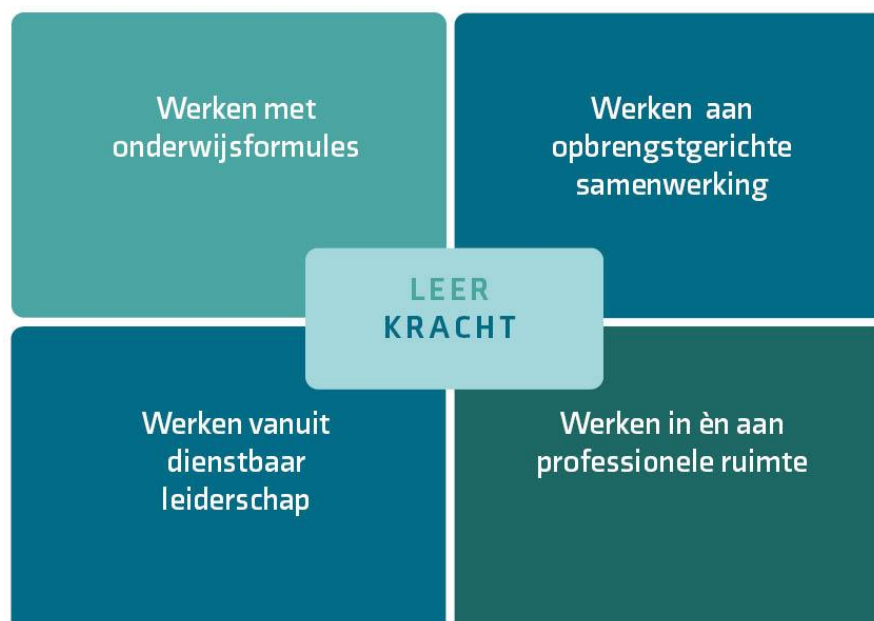 Werken met
onderwijsformules
Werken aan
opbrengstgerichte
samenwerking
LEER
KRACHT
Werken vanuit
dienstbaar
leiderschap
Werken in èn aan
professionele ruimte